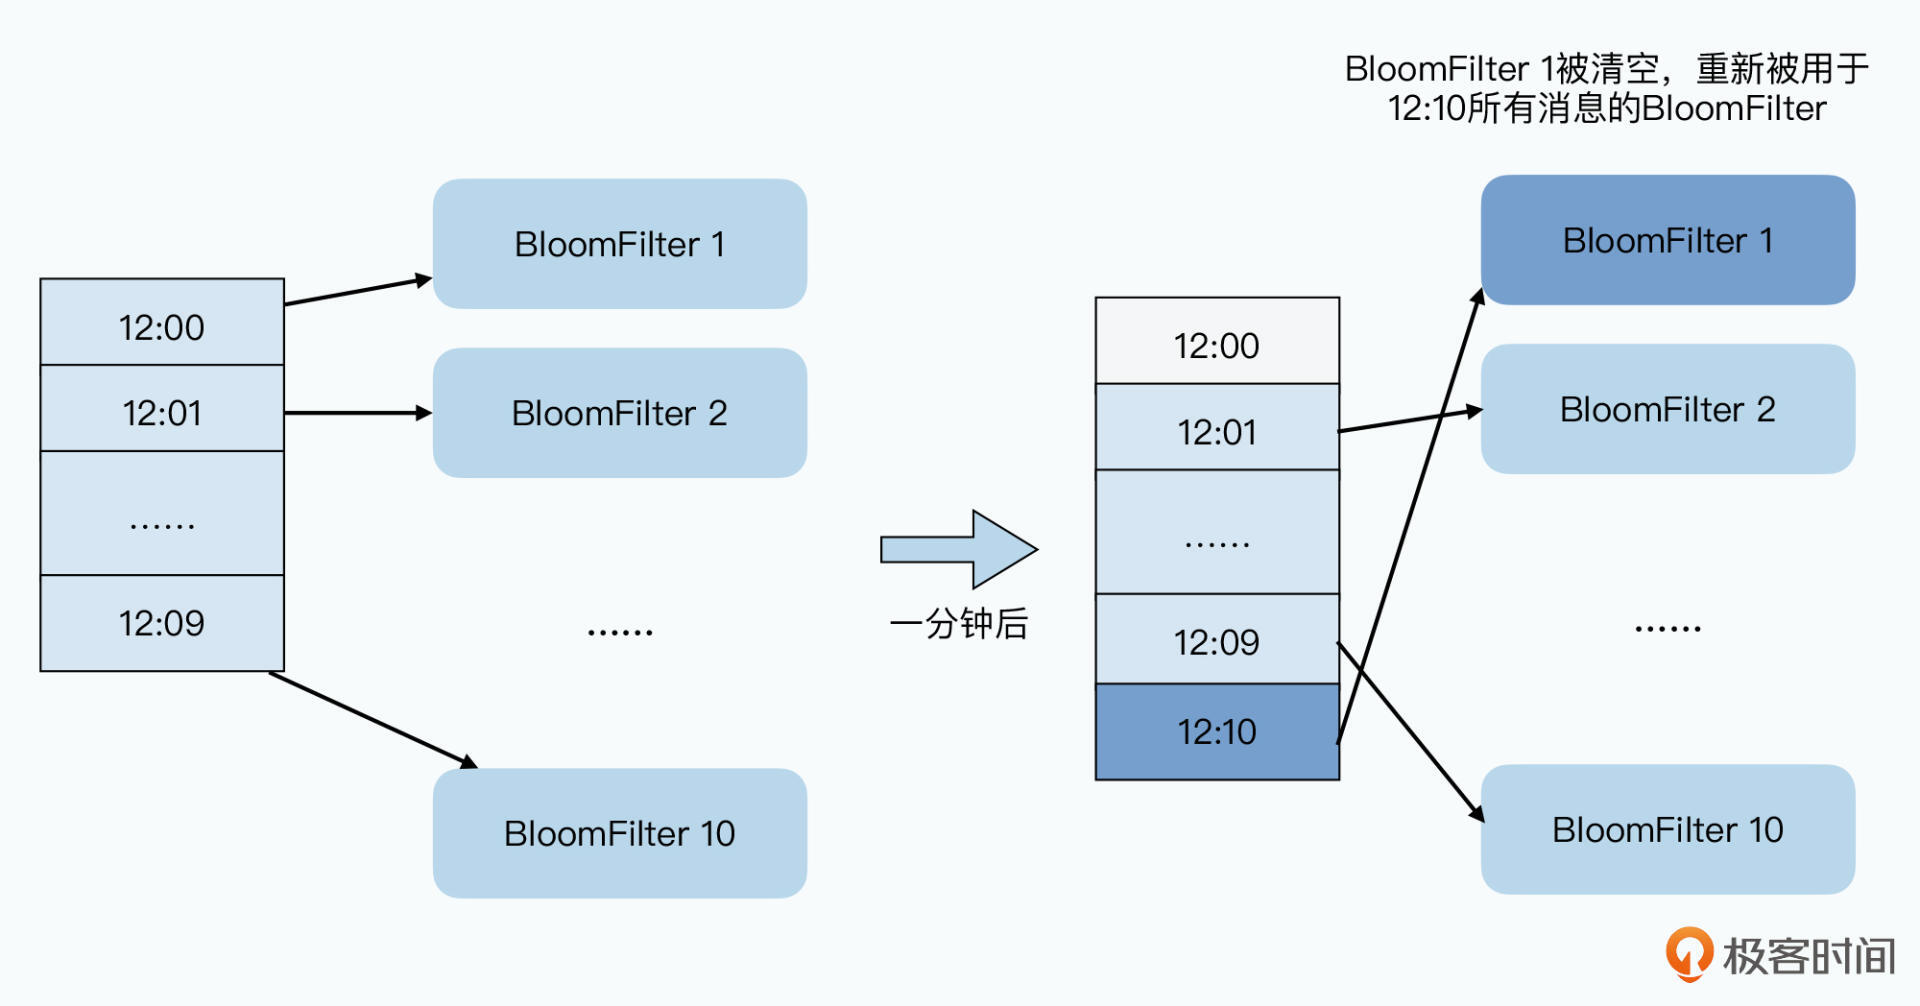 BloomFilter 1被清空，重新被用于
12:10所有消息的BloomFilter
12:00
12:01
......
12:09
BloomFilter 1
BloomFilter 2
......
BloomFilter 10
一分钟后
12:00
12:01
......
12:09
12:10
BloomFilter 1
BloomFilter 2
......
BloomFilter 10
极客时间